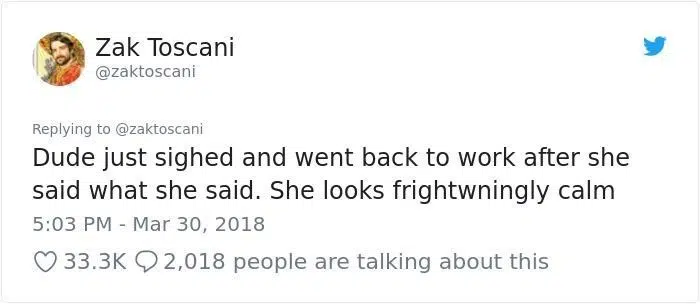 Zak Toscani
@zaktoscani
Replying to @zaktoscani
Dude just sighed and went back to work after she
said what she said. She looks frightwningly calm
5:03 PM - Mar 30, 2018
33.3K 2,018 people are talking about this